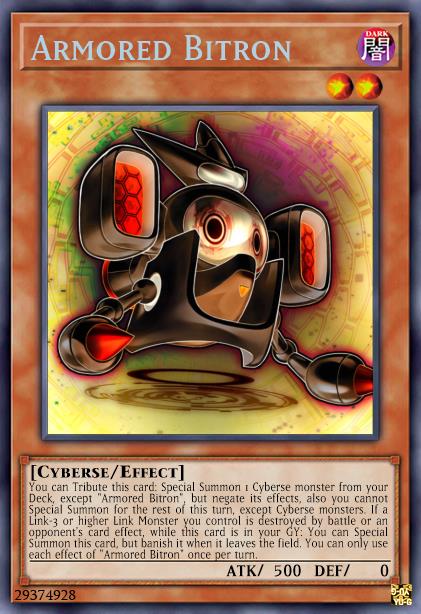 ARMORED BITRON
DARK
闇
[CYBERSE/EFFECT]
You can Tribute this card: Special Summon 1 Cyberse monster from your
Deck, except "Armored Bitron", but negate its effects, also you cannot
Special Summon for the rest of this turn, except Cyberse monsters. If a
Link-3 or higher Link Monster you control is destroyed by battle or an
opponent's card effect, while this card is in your GY: You can Special
Summon this card, but banish it when it leaves the field. You can only use
each effect of "Armored Bitron" once per turn.
ATK/ 500 DEF/ 0
29374928